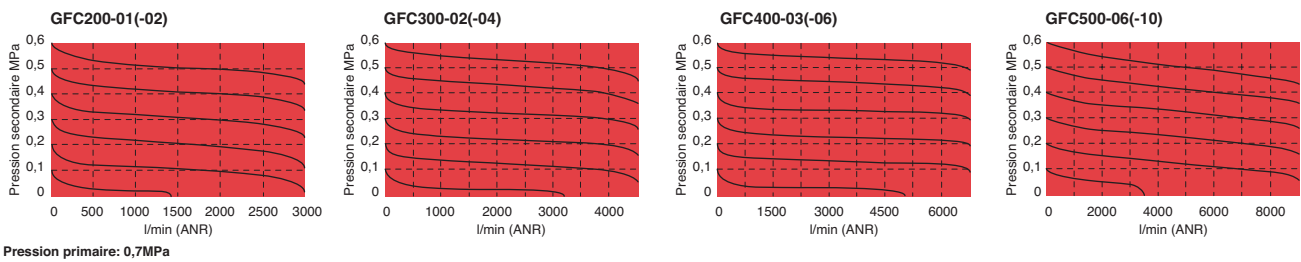 GFC200-01(-02)
Pression secondaire MPa
0,6
0,5
0,4
0,3
0,2
0,1
0
0 500 1000 1500 2000 2500 3000
l/min (ANR)
GFC300-02(-04)
Pression secondaire MPa
0,6
0,5
0,4
0,3
0,2
0,1
0
0 1000 2000 3000 4000
l/min (ANR)
GFC400-03(-06)
Pression secondaire MPa
0,6
0,5
0,4
0,3
0,2
0,1
0
0 1500 3000 4500 6000
l/min (ANR)
GFC500-06(-10)
Pression secondaire MPa
0,6
0,5
0,4
0,3
0,2
0,1
0
0 2000 4000 6000 8000
l/min (ANR)
Pression primaire: 0,7MPa